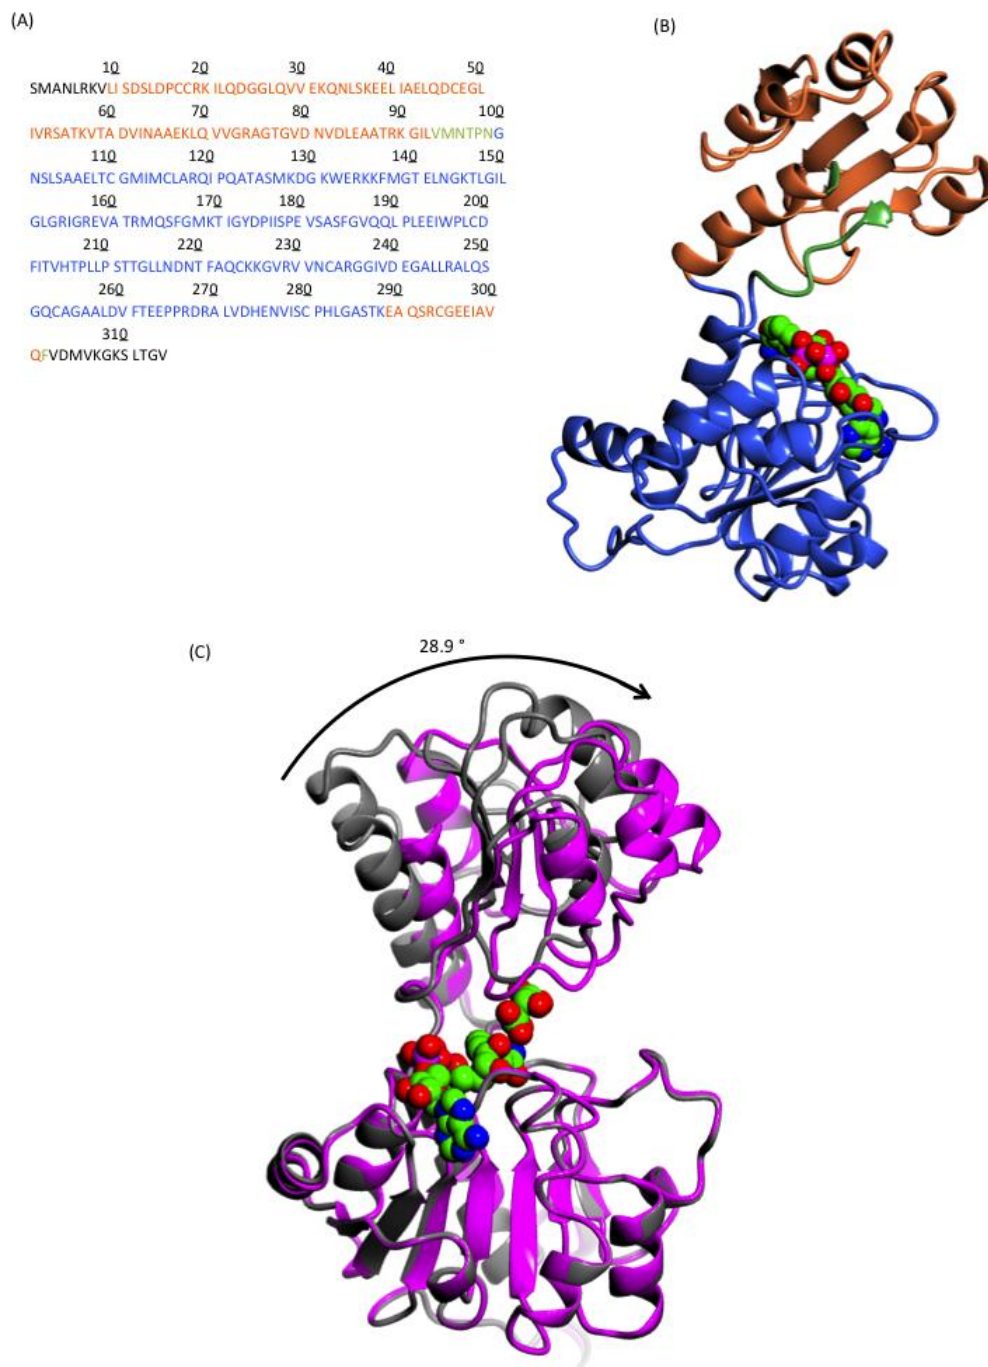 (A)
(B)
10 20 30 40 50
SMANLRKVLI SDSLDPCCRK ILQDGGLQVV EKQNLSKEEL IAELQDCEGL
60 70 80 90 100
IVRSATKVTA DVINAAEKLQ VVGRAGTGVD NVDLEAATRK GILVMNTPNG
110 120 130 140 150
NSLSAAELTC GMIMCLARQI PQATASMKDG KWERKKFMGT ELNGKTLGIL
160 170 180 190 200
GLGRIGREVA TRMQSFGMKT IGYDPIISPE VSASFGVQQL PLEEIWPLCD
210 220 230 240 250
FITVHTPLLP STTGLLNDNT FAQCKKGVRV VNCARGGIVD EGALLRALQS
260 270 280 290 300
GQCAGAALDV FTEEPPRDRA LVDHENVISC PHLGASTKEA QSRCGEEIAV
310
QFVDMVKGKS LTGV
(C)
28.9 °